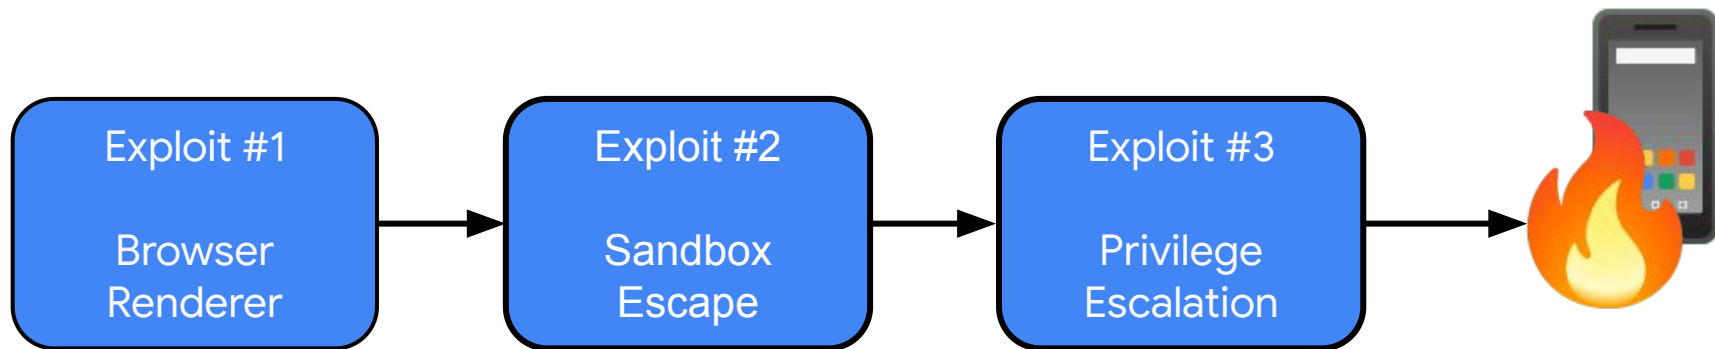 Exploit #1
Browser
Renderer
Exploit #2
Sandbox
Escape
Exploit #3
Privilege
Escalation